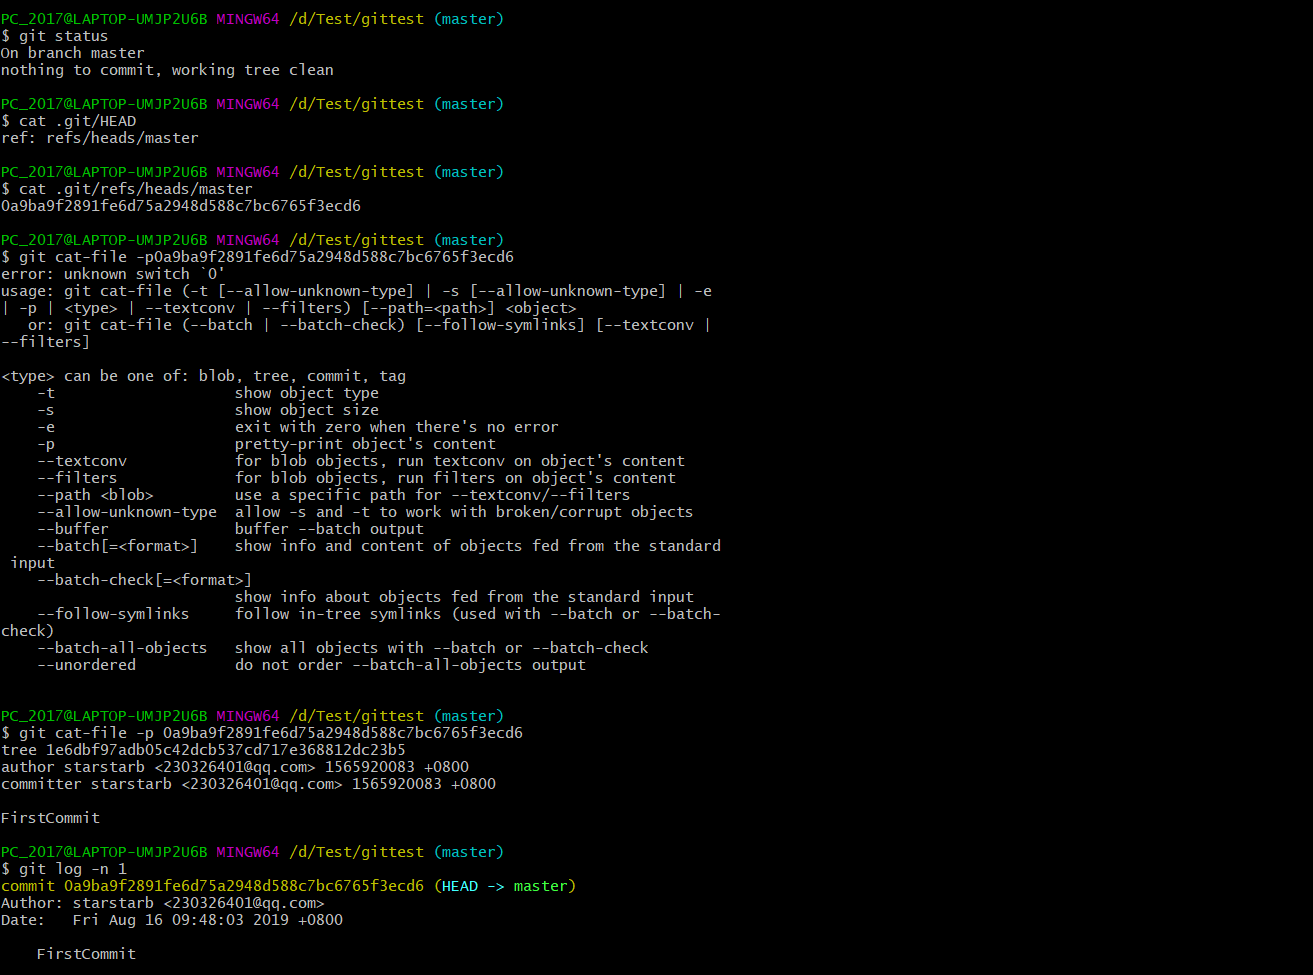 PC_2017@LAPTOP-UMJP2U6B MINGW64 /d/Test/gittest (master)
$ git status
On branch master
nothing to commit, working tree clean

PC_2017@LAPTOP-UMJP2U6B MINGW64 /d/Test/gittest (master)
$ cat .git/HEAD
ref: refs/heads/master

PC_2017@LAPTOP-UMJP2U6B MINGW64 /d/Test/gittest (master)
$ cat .git/refs/heads/master
0a9ba9f2891fe6d75a2948d588c7bc6765f3ecd6

PC_2017@LAPTOP-UMJP2U6B MINGW64 /d/Test/gittest (master)
$ git cat-file -p0a9ba9f2891fe6d75a2948d588c7bc6765f3ecd6
error: unknown switch `0'
usage: git cat-file (-t [--allow-unknown-type] | -s [--allow-unknown-type] | -e
| -p | <type> | --textconv | --filters) [--path=<path>] <object>
   or: git cat-file (--batch | --batch-check) [--follow-symlinks] [--textconv |
--filters]

<type> can be one of: blob, tree, commit, tag
    -t                    show object type
    -s                    show object size
    -e                    exit with zero when there's no error
    -p                    pretty-print object's content
    --textconv            for blob objects, run textconv on object's content
    --filters             for blob objects, run filters on object's content
    --path <blob>         use a specific path for --textconv/--filters
    --allow-unknown-type  allow -s and -t to work with broken/corrupt objects
    --buffer              buffer --batch output
    --batch[=<format>]    show info and content of objects fed from the standard
 input
    --batch-check[=<format>]
                          show info about objects fed from the standard input
    --follow-symlinks     follow in-tree symlinks (used with --batch or --batch-
check)
    --batch-all-objects   show all objects with --batch or --batch-check
    --unordered           do not order --batch-all-objects output

PC_2017@LAPTOP-UMJP2U6B MINGW64 /d/Test/gittest (master)
$ git cat-file -p 0a9ba9f2891fe6d75a2948d588c7bc6765f3ecd6
tree 1e6dbf97adb05c42dcb537cd717e368812dc23b5
author starstarb <230326401@qq.com> 1565920083 +0800
committer starstarb <230326401@qq.com> 1565920083 +0800

FirstCommit

PC_2017@LAPTOP-UMJP2U6B MINGW64 /d/Test/gittest (master)
$ git log -n 1
commit 0a9ba9f2891fe6d75a2948d588c7bc6765f3ecd6 (HEAD -> master)
Author: starstarb <230326401@qq.com>
Date:   Fri Aug 16 09:48:03 2019 +0800

    FirstCommit